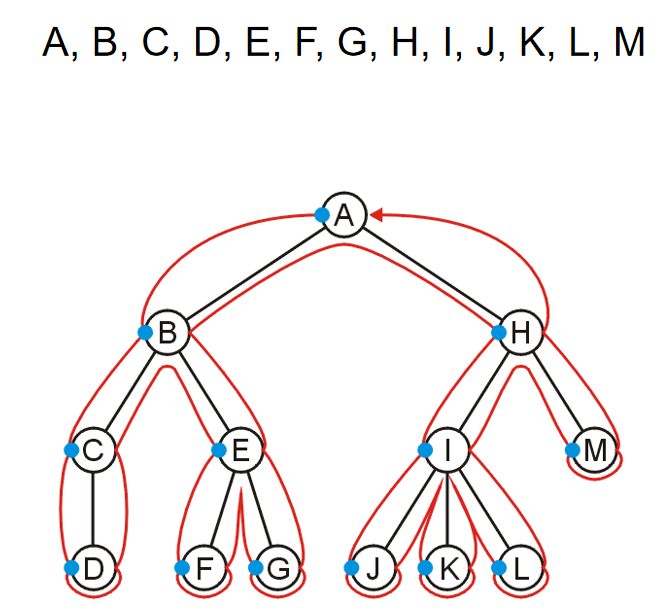 A, B, C, D, E, F, G, H, I, J, K, L, M
A
B H
C E I M
D F G J K L